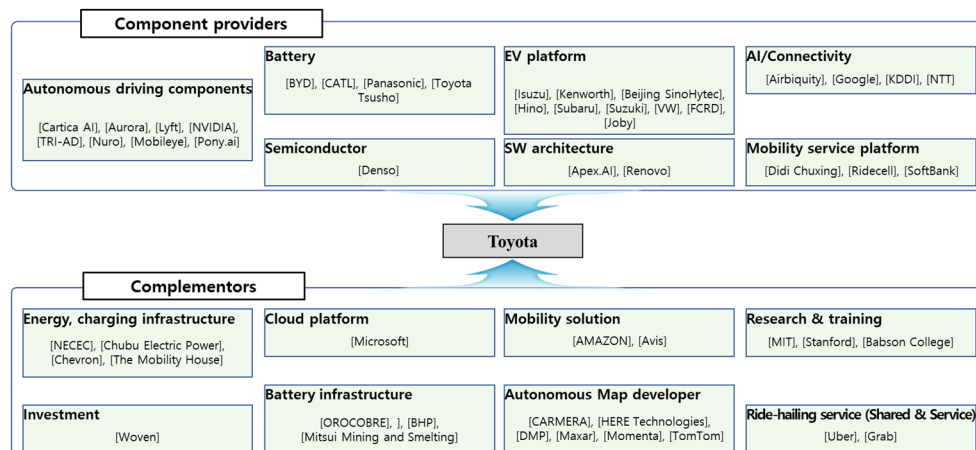 Component providers
Autonomous driving components
[Cartica AI], [Aurora], [Lyft], [NVIDIA],
[TRI-AD], [Nuro], [Mobileye], [Pony.ai]
Battery
[BYD], [CATL], [Panasonic], [Toyota
Tsusho]
EV platform
[Isuzu], [Kenworth], [Beijing SinoHytec],
[Hino], [Subaru], [Suzuki], [VW], [FCRD],
[Joby]
AI/Connectivity
[Airbiquity], [Google], [KDDI], [NTT]
Semiconductor
[Denso]
SW architecture
[Apex.AI], [Renovo]
Mobility service platform
[Didi Chuxing], [Ridecell], [SoftBank]
Toyota
Complementors
Energy, charging infrastructure
[NECEC], [Chubu Electric Power],
[Chevron], [The Mobility House]
Cloud platform
[Microsoft]
Mobility solution
[AMAZON], [Avis]
Research & training
[MIT], [Stanford], [Babson College]
Investment
[Woven]
Battery infrastructure
[OROCOBRE], ], [BHP],
[Mitsui Mining and Smelting]
Autonomous Map developer
[CARMERA], [HERE Technologies],
[DMP], [Maxar], [Momenta], [TomTom]
Ride-hailing service (Shared & Service)
[Uber], [Grab]